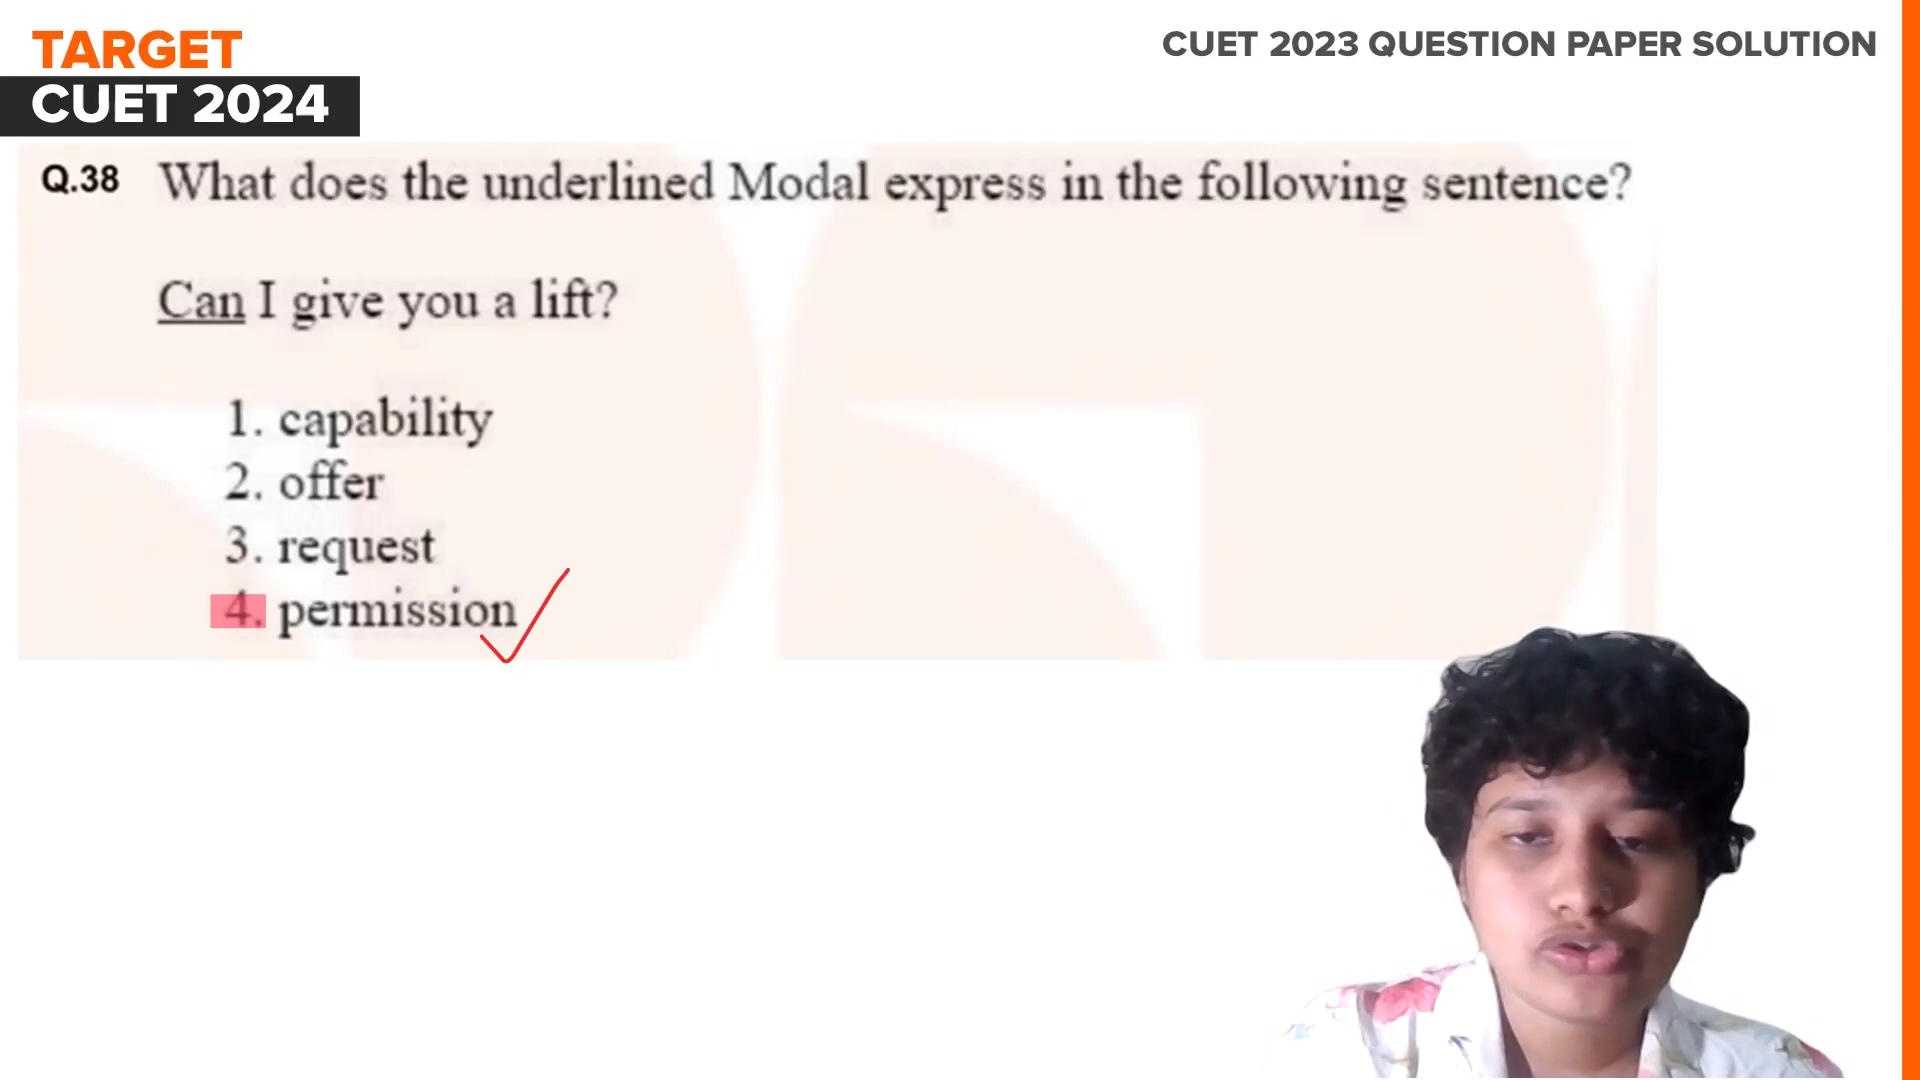 TARGET
CUET 2024
CUET 2023 QUESTION PAPER SOLUTION
Q.38 What does the underlined Modal express in the following sentence?
Can I give you a lift?
1. capability
2. offer
3. request
4. permission